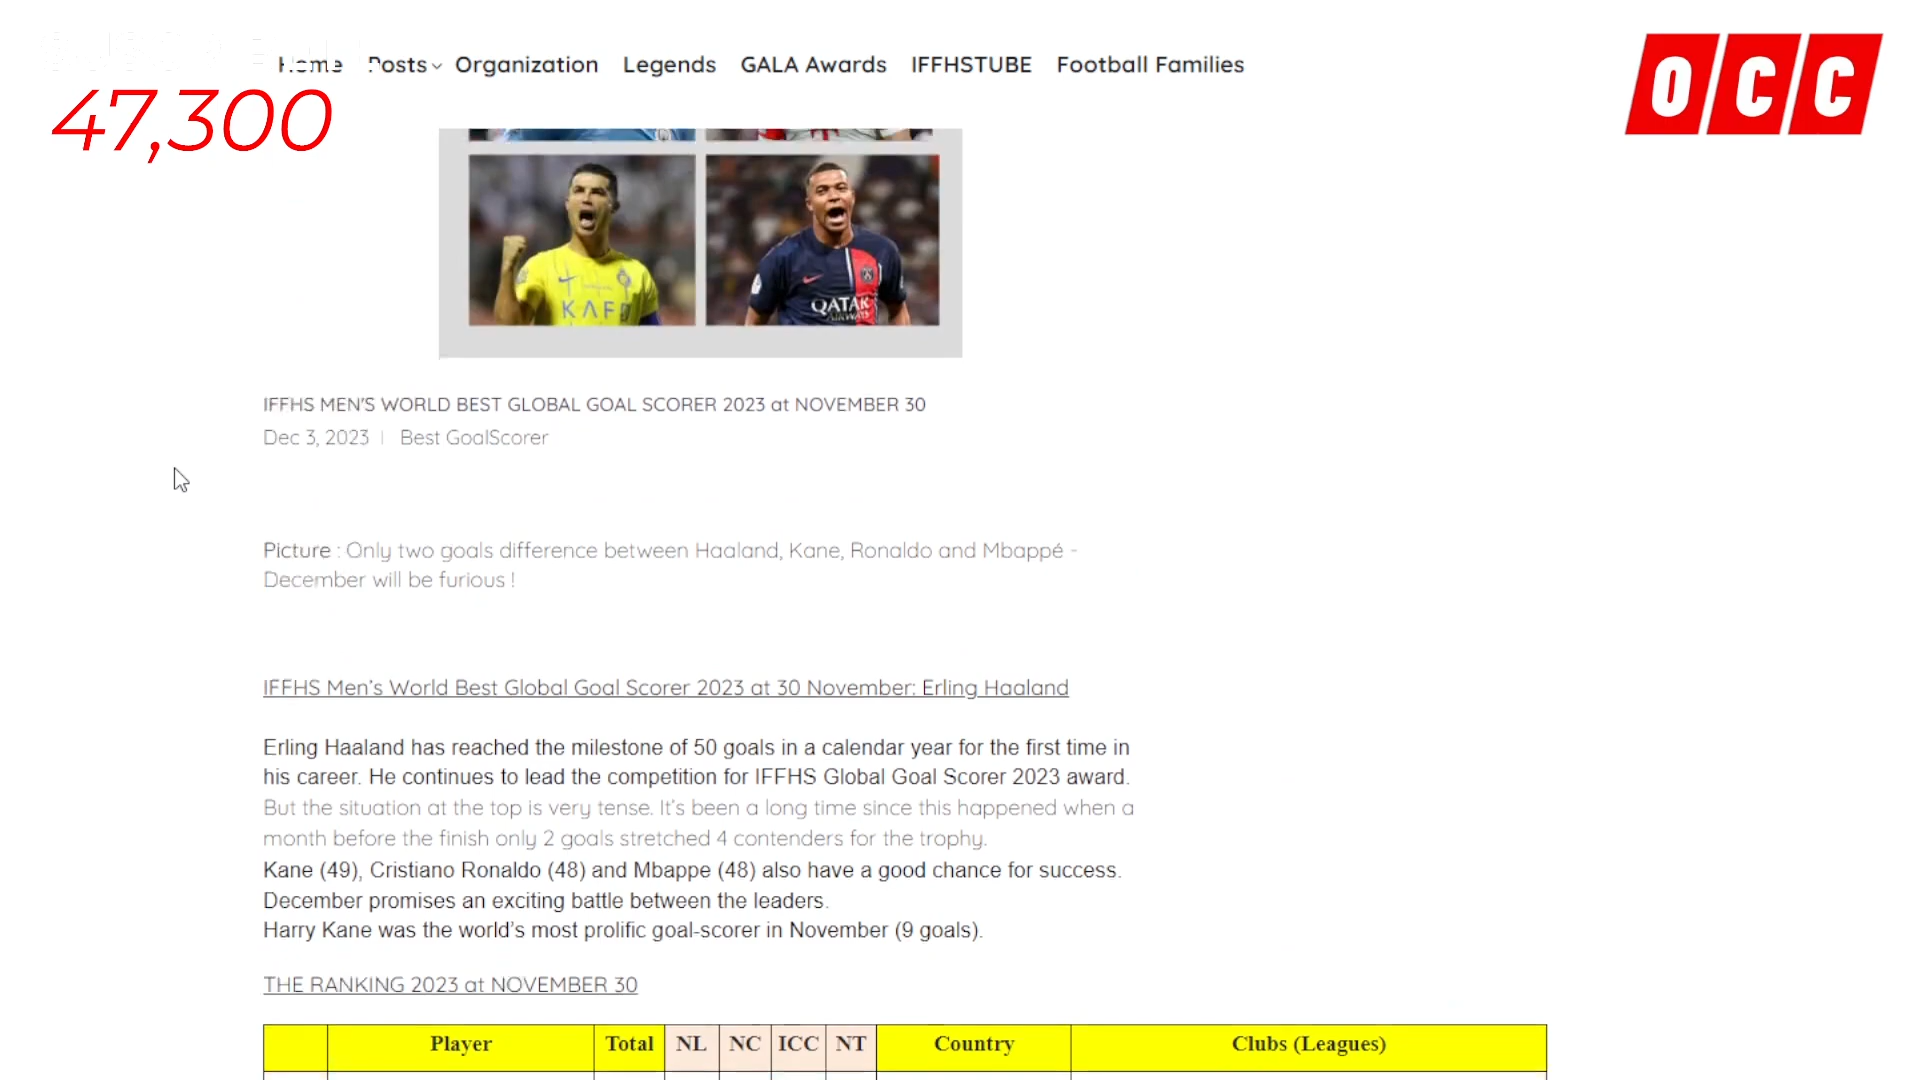 Home Posts Organization Legends GALA Awards IFFHSTUBE Football Families
47,300
OCC
KAF
QATAR
AIRWAYS
IFFHS MEN'S WORLD BEST GLOBAL GOAL SCORER 2023 at NOVEMBER 30
Dec 3, 2023 | Best GoalScorer
Picture : Only two goals difference between Haaland, Kane, Ronaldo and Mbappé -
December will be furious !
IFFHS Men's World Best Global Goal Scorer 2023 at 30 November: Erling Haaland
Erling Haaland has reached the milestone of 50 goals in a calendar year for the first time in
his career. He continues to lead the competition for IFFHS Global Goal Scorer 2023 award.
But the situation at the top is very tense. It's been a long time since this happened when a
month before the finish only 2 goals stretched 4 contenders for the trophy.
Kane (49), Cristiano Ronaldo (48) and Mbappe (48) also have a good chance for success.
December promises an exciting battle between the leaders.
Harry Kane was the world's most prolific goal-scorer in November (9 goals).
THE RANKING 2023 at NOVEMBER 30
Player Total NL NC ICC NT Country Clubs (Leagues)